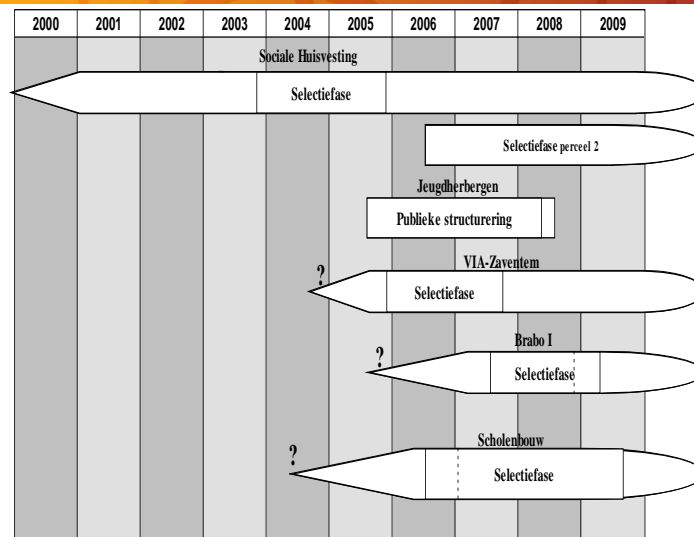 2000 2001 2002 2003 2004 2005 2006 2007 2008 2009
Sociale Huisvesting
Selectiefase
Selectiefase perceel 2
Jeugdherbergen
Publieke structurering
VIA-Zaventem
?
Selectiefase
Brabo I
?
Selectiefase
Scholenbouw
?
Selectiefase